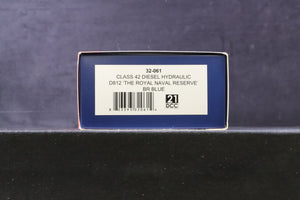 32-061
CLASS 42 DIESEL HYDRAULIC
D812 'THE ROYAL NAVAL RESERVE'
BR BLUE
21
DCC